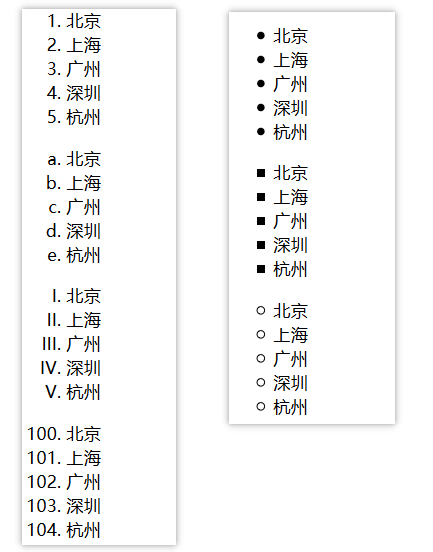 1. 北京
2. 上海
3. 广州
4. 深圳
5. 杭州
a. 北京
b. 上海
c. 广州
d. 深圳
e. 杭州
I. 北京
II. 上海
III. 广州
IV. 深圳
V. 杭州
100. 北京
101. 上海
102. 广州
103. 深圳
104. 杭州
● 北京
● 上海
● 广州
● 深圳
● 杭州
■ 北京
■ 上海
■ 广州
■ 深圳
■ 杭州
○ 北京
○ 上海
○ 广州
○ 深圳
○ 杭州